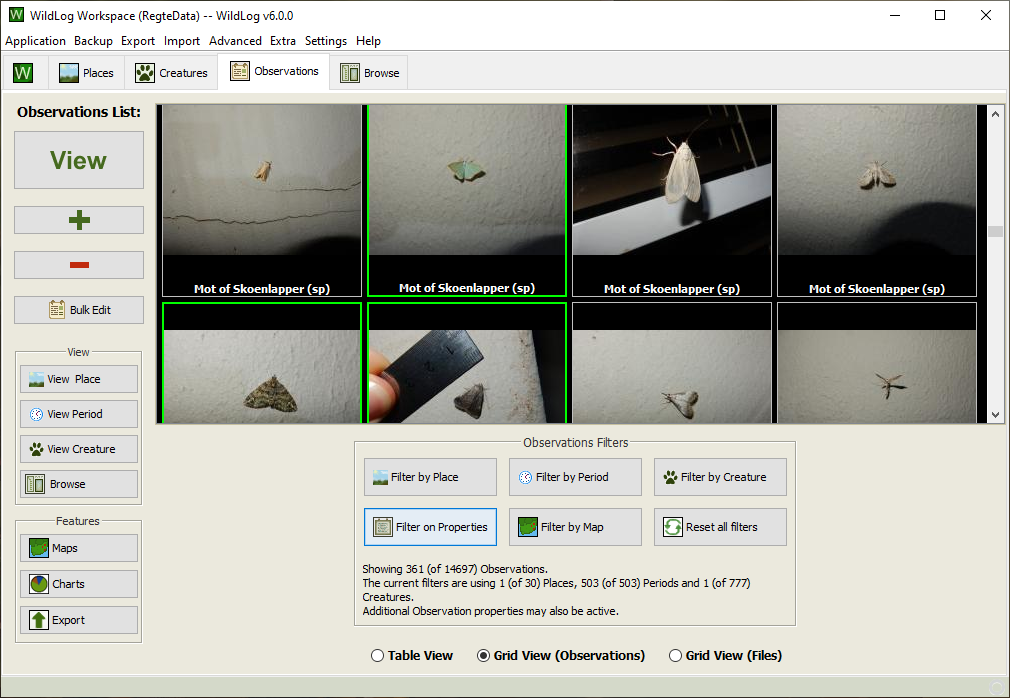 WildLog Workspace (RegteData) -- WildLog v6.0.0
Application Backup Export Import Advanced Extra Settings Help
W Places Creatures Observations Browse
Observations List:
View
Bulk Edit
View
View Place
View Period
View Creature
Browse
Features
Maps
Charts
Export
Mot of Skoenlapper (sp) Mot of Skoenlapper (sp) Mot of Skoenlapper (sp) Mot of Skoenlapper (sp)
1 2
Observations Filters
Filter by Place Filter by Period Filter by Creature
Filter on Properties Filter by Map Reset all filters
Showing 361 (of 14697) Observations.
The current filters are using 1 (of 30) Places, 503 (of 503) Periods and 1 (of 777)
Creatures.
Additional Observation properties may also be active.
Table View Grid View (Observations) Grid View (Files)